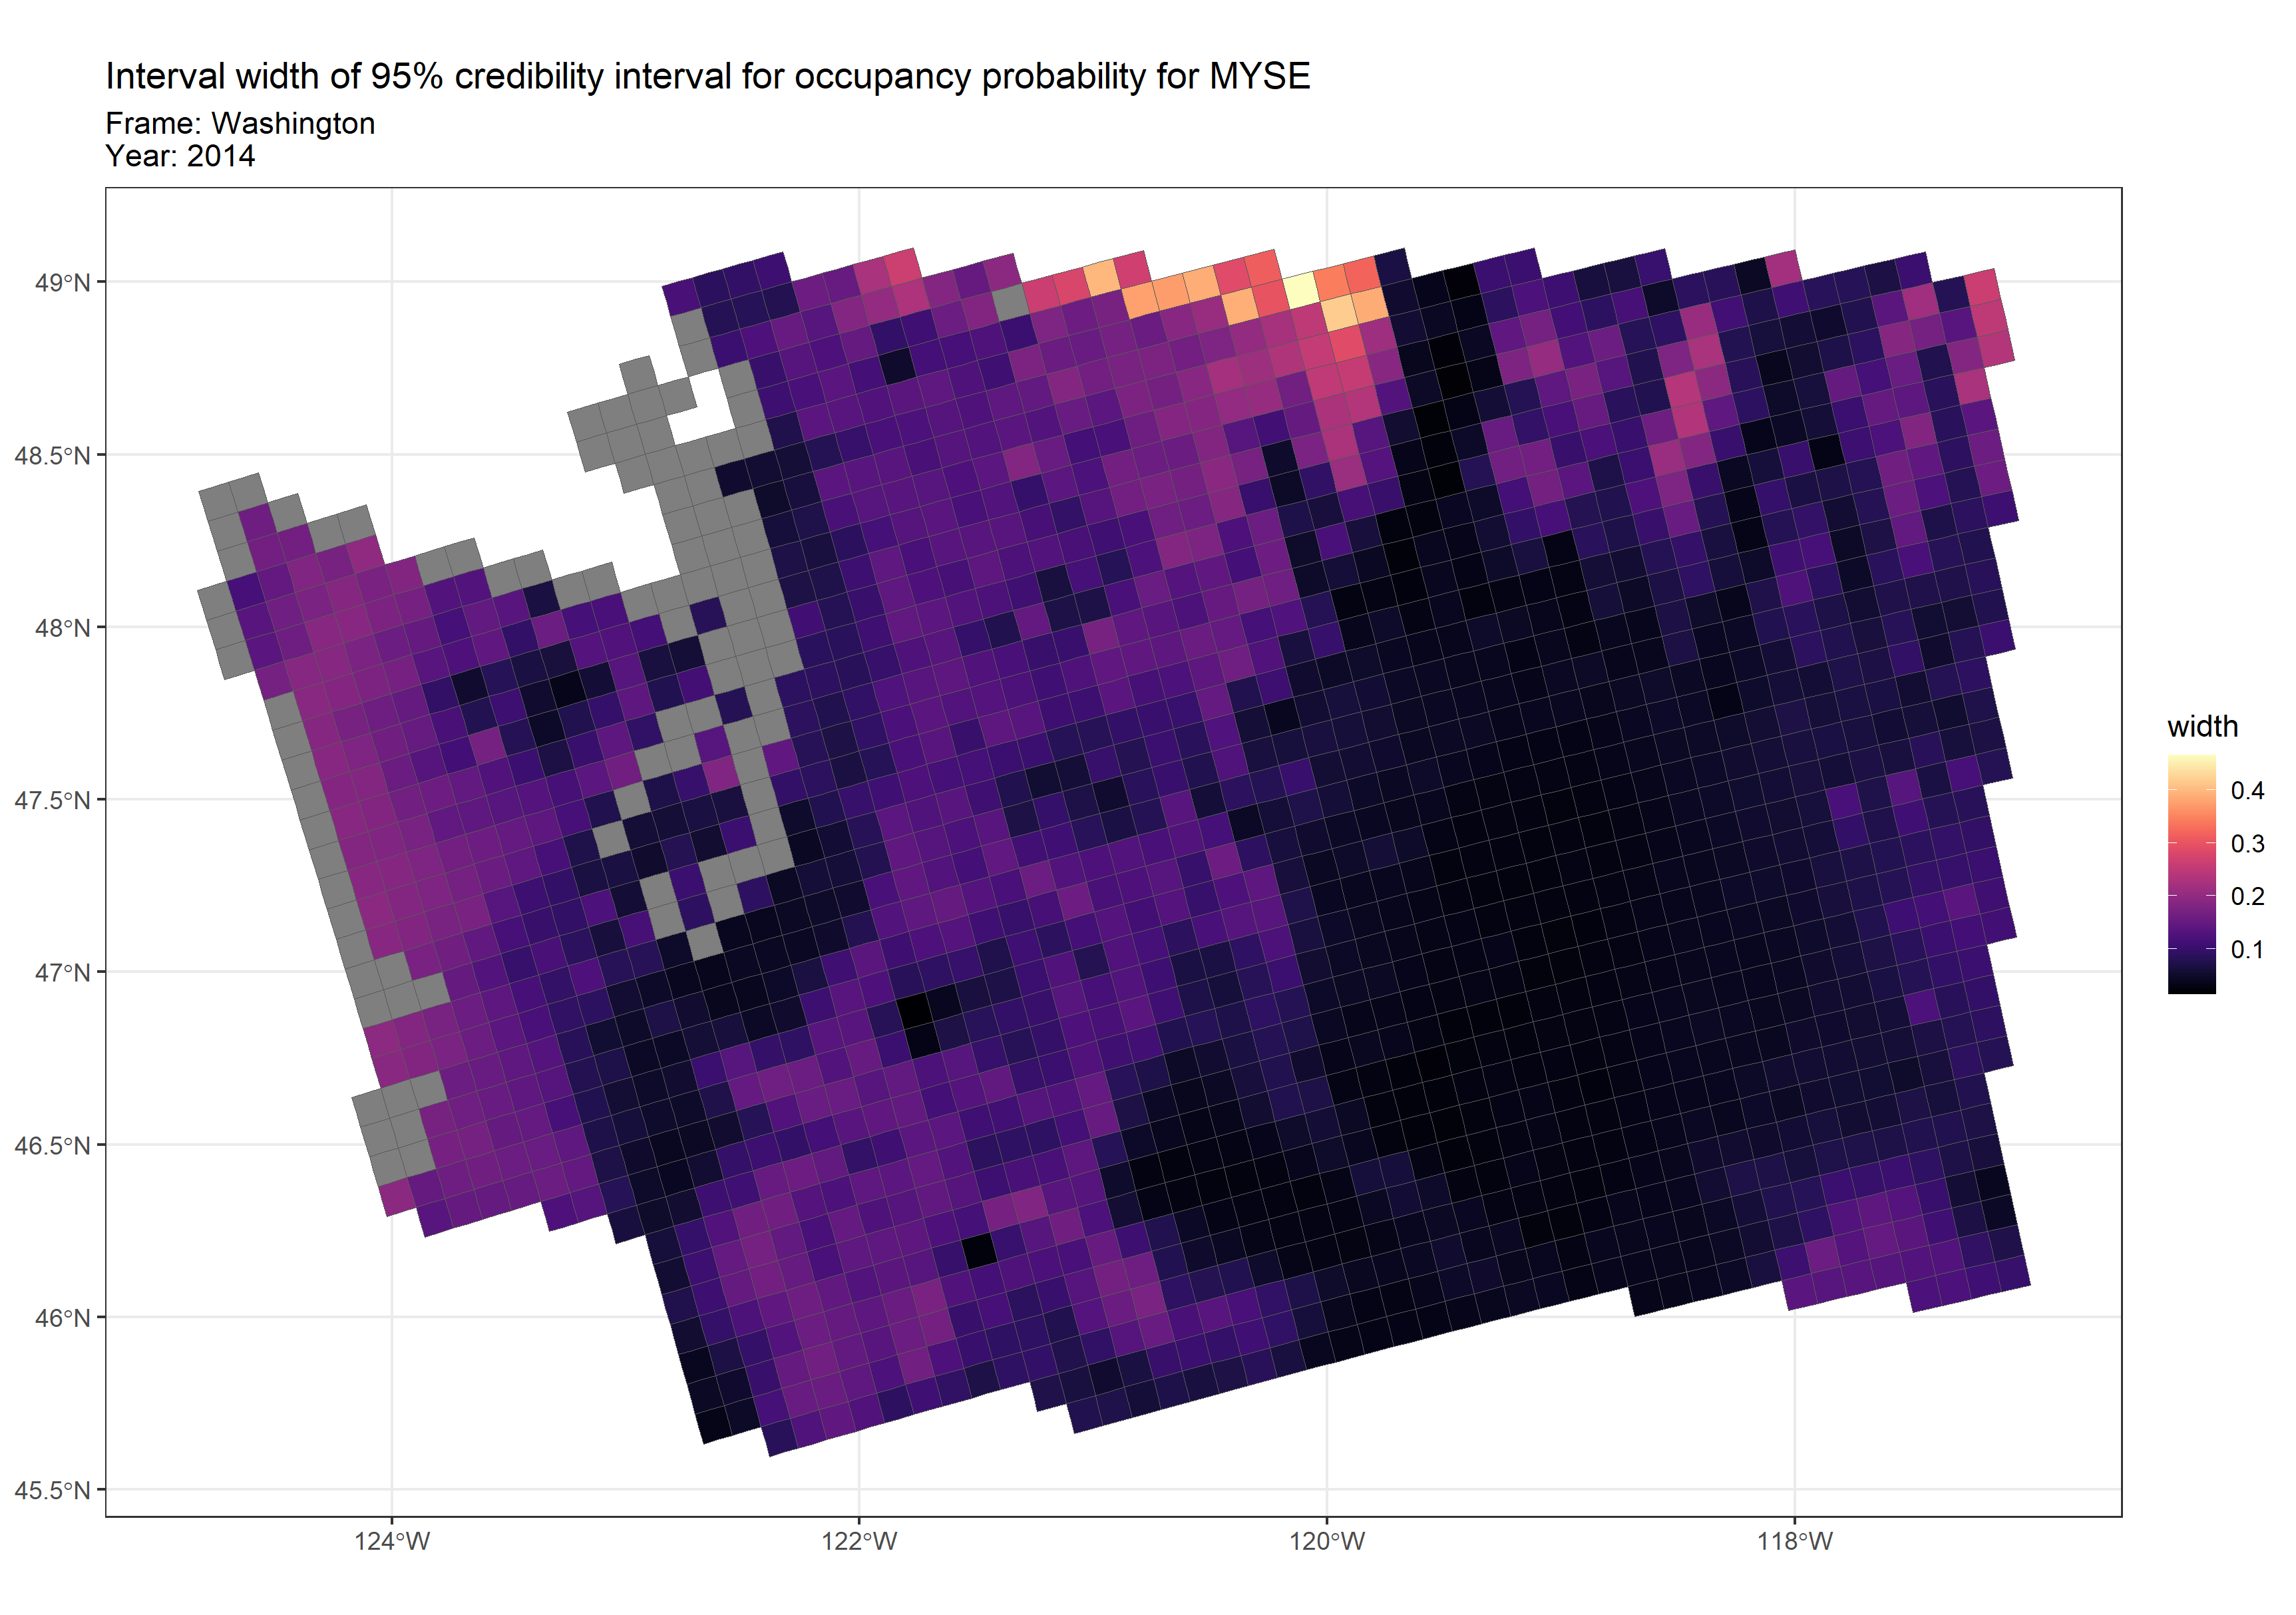 Interval width of 95% credibility interval for occupancy probability for MYSE
Frame: Washington
Year: 2014
49°N
48.5°N
48°N
47.5°N
47°N
46.5°N
46°N
45.5°N
124°W
122°W
120°W
118°W
width
0.4
0.3
0.2
0.1